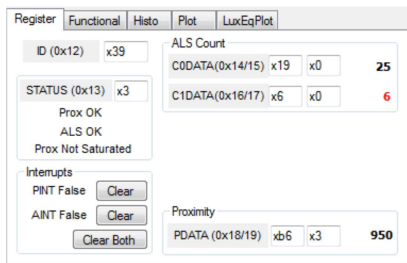 Register Functional Histo Plot LuxEqPlot
ID (0x12) x39
STATUS (0x13) x3
Prox OK
ALS OK
Prox Not Saturated
Interrupts
PINT False Clear
AINT False Clear
Clear Both
ALS Count
C0DATA(0x14/15) x19 x0 25
C1DATA(0x16/17) x6 x0 6
Proximity
PDATA (0x18/19) xb6 x3 950